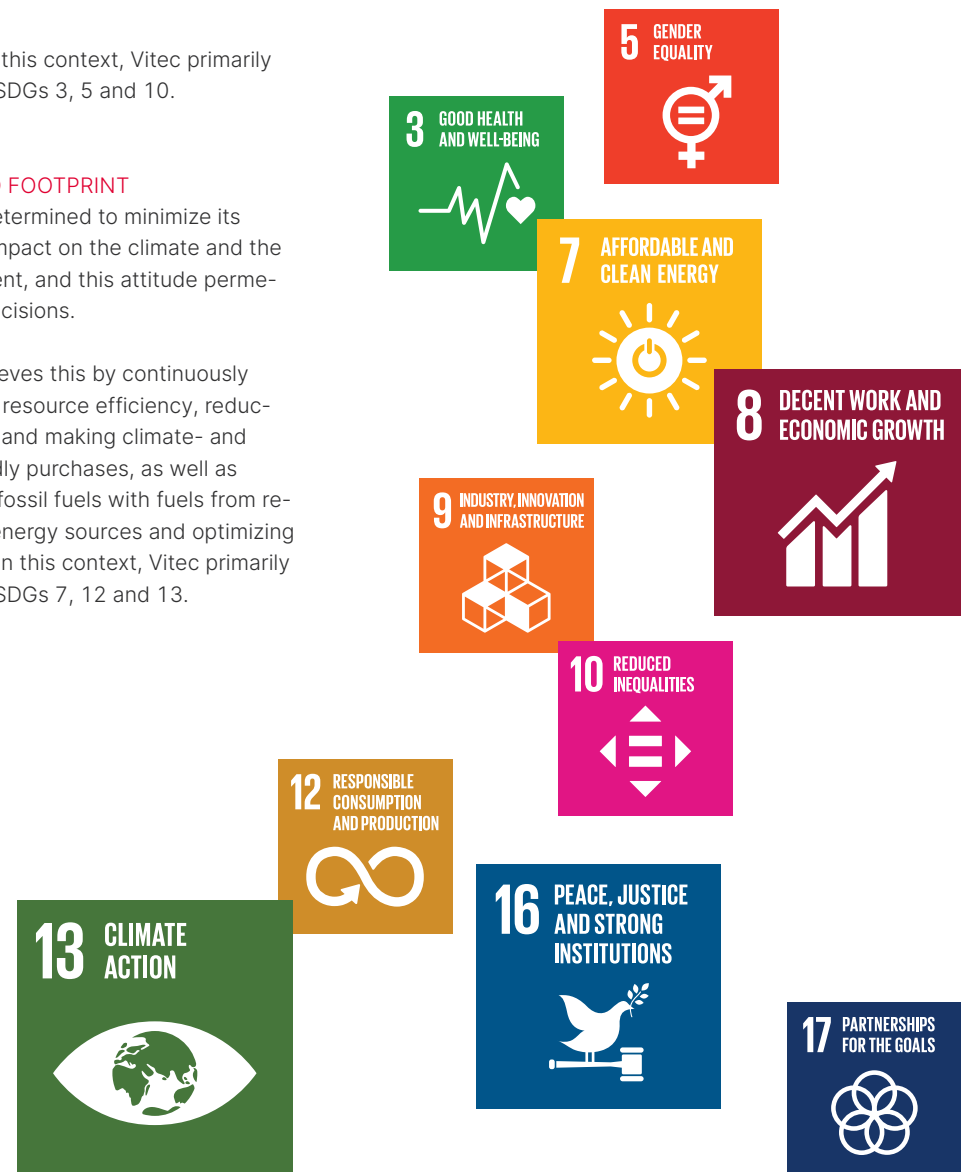 this context, Vitec primarily
SDGs 3, 5 and 10.
FOOTPRINT
etermined to minimize its
mpact on the climate and the
ent, and this attitude perme-
cisions.
eves this by continuously
resource efficiency, reduc-
and making climate- and
dly purchases, as well as
fossil fuels with fuels from re-
energy sources and optimizing
n this context, Vitec primarily
SDGs 7, 12 and 13.
5 GENDER
EQUALITY
3 GOOD HEALTH
AND WELL-BEING
7 AFFORDABLE AND
CLEAN ENERGY
8 DECENT WORK AND
ECONOMIC GROWTH
9 INDUSTRY, INNOVATION
AND INFRASTRUCTURE
10 REDUCED
INEQUALITIES
12 RESPONSIBLE
CONSUMPTION
AND PRODUCTION
16 PEACE, JUSTICE
AND STRONG
INSTITUTIONS
13 CLIMATE
ACTION
17 PARTNERSHIPS
FOR THE GOALS